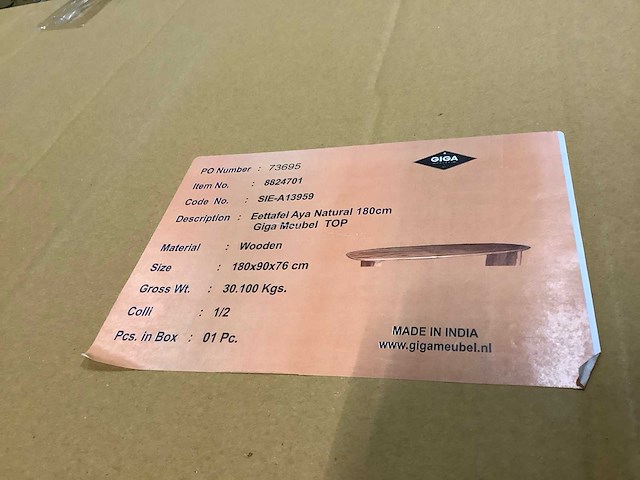 GIGA
PO Number : 73695
Item No. : 8824701
Code No. : SIE-A13959
Description : Eettafel Aya Natural 180cm
Giga Meubel TOP
Material : Wooden
Size : 180x90x76 cm
Gross Wt. : 30.100 Kgs.
Colli : 1/2
Pcs. in Box : 01 Pc.
MADE IN INDIA
www.gigameubel.nl